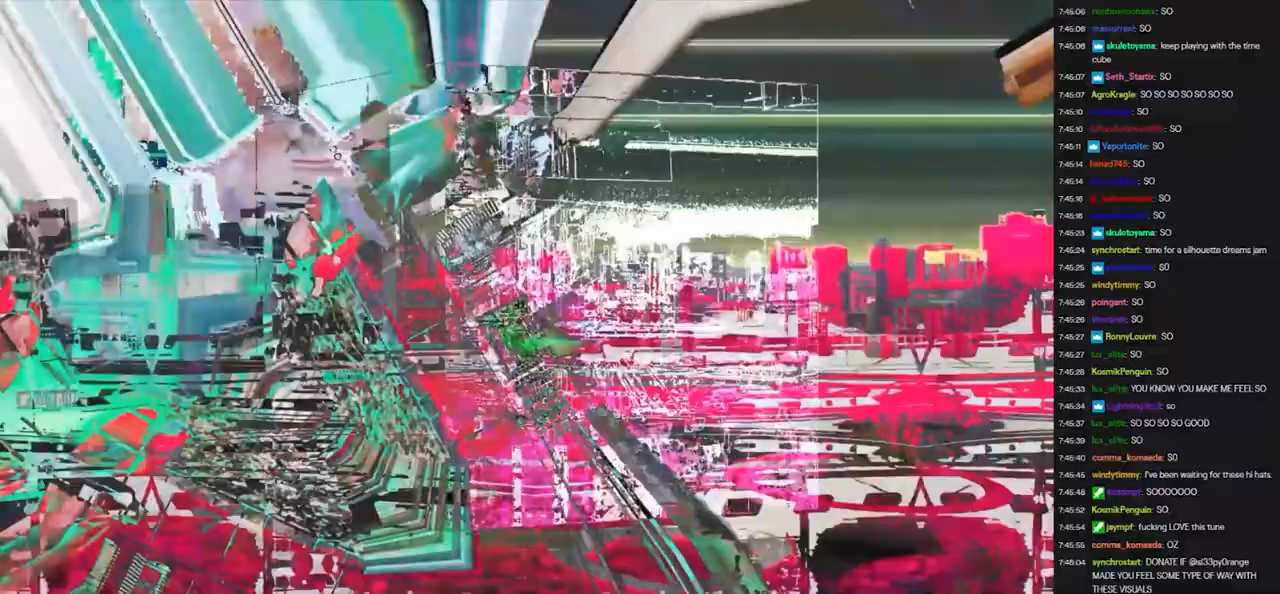 7:45:06 SO
7:45:06 SO
7:45:06 skuletoyama: keep playing with the time
cube
7:45:07 Seth_Startix: SO
7:45:07 AgroKragle: SO SO SO SO SO SO SO
7:45:10 SO
7:45:10 SO
7:45:11 Vaportonite: SO
7:45:14 SO
7:45:14 SO
7:45:16 SO
7:45:16 SO
7:45:23 skuletoyama: SO
7:45:24 synchrostart: time for a silhouette dreams jam
7:45:25 SO
7:45:25 windytimmy: SO
7:45:26 poingant: SO
7:45:26 SO
7:45:27 RonnyLouvre: SO
7:45:27 lux_elite: SO
7:45:28 KosmikPenguin: SO
7:45:33 lux_elite: YOU KNOW YOU MAKE ME FEEL SO
7:45:34 so
7:45:37 lux_elite: SO SO SO SO GOOD
7:45:39 lux_elite: SO
7:45:40 comma_komaeda: SO
7:45:45 windytimmy: I've been waiting for these hi hats.
7:45:48 SOOOOOOO
7:45:52 KosmikPenguin: SO
7:45:54 jaympf: fucking LOVE this tune
7:45:55 comma_komaeda: OZ
7:46:04 synchrostart: DONATE IF @sl33py0range
MADE YOU FEEL SOME TYPE OF WAY WITH
THESE VISUALS